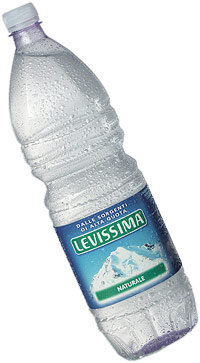 DALLE SORGENTI
DI ALTA QUOTA
LEVISSIMA
NATURALE